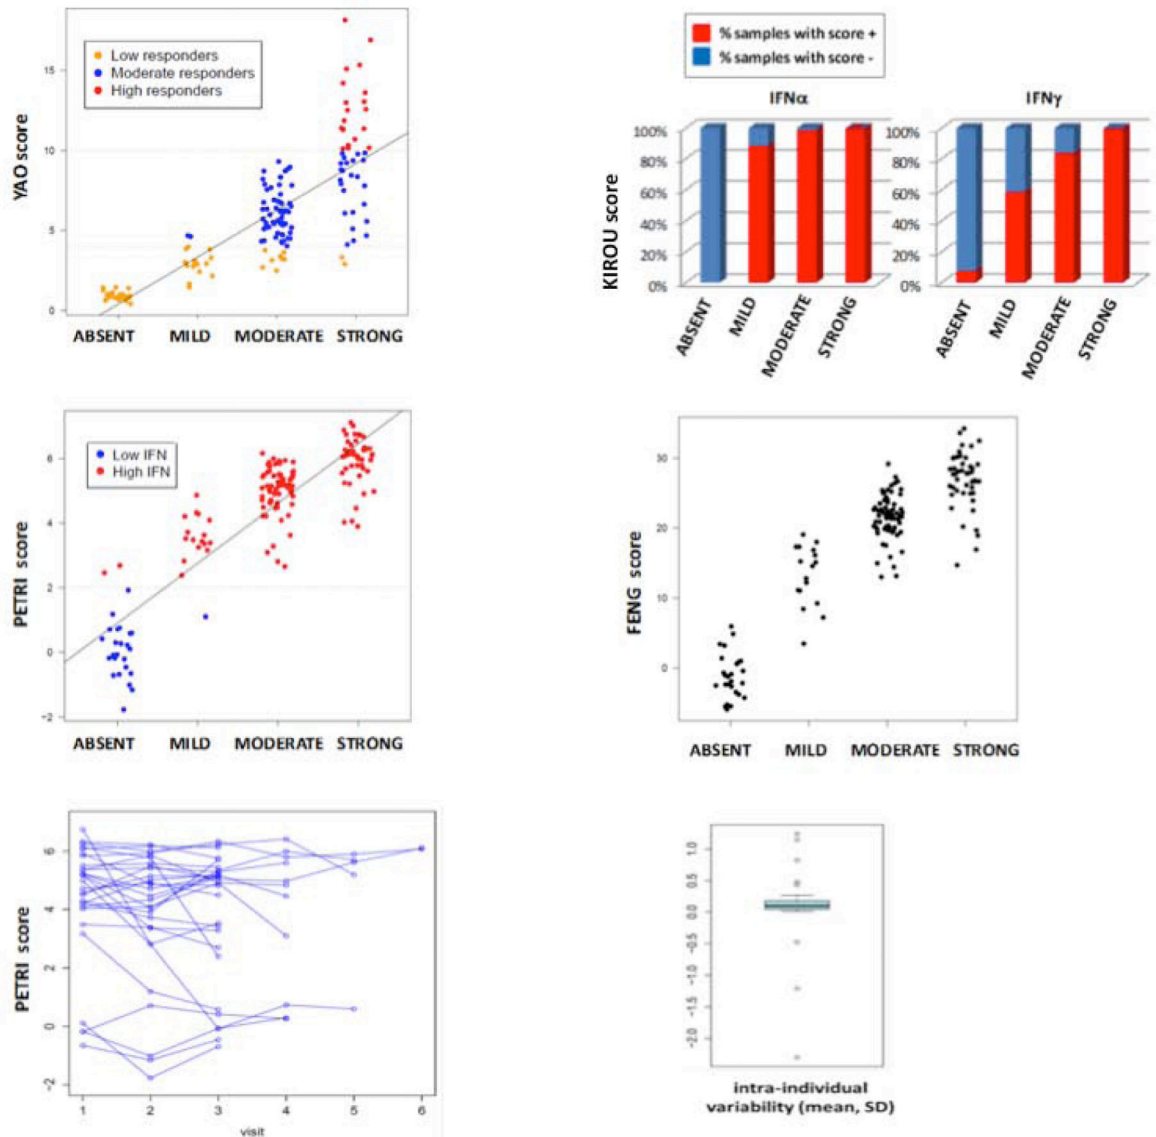 YAO score
15
10
5
0
Low responders
Moderate responders
High responders
ABSENT MILD MODERATE STRONG
% samples with score +
% samples with score -
KIROU score
IFNα
100%
80%
60%
40%
20%
0%
ABSENT
MILD
MODERATE
STRONG
IFNγ
100%
80%
60%
40%
20%
0%
ABSENT
MILD
MODERATE
STRONG
PETRI score
6
4
2
0
-2
Low IFN
High IFN
ABSENT MILD MODERATE STRONG
FENG score
30
20
10
0
ABSENT MILD MODERATE STRONG
PETRI score
6
4
2
0
-2
1 2 3 4 5 6
visit
1.0
0.5
0.0
-0.5
-1.0
-1.5
-2.0
intra-individual
variability (mean, SD)